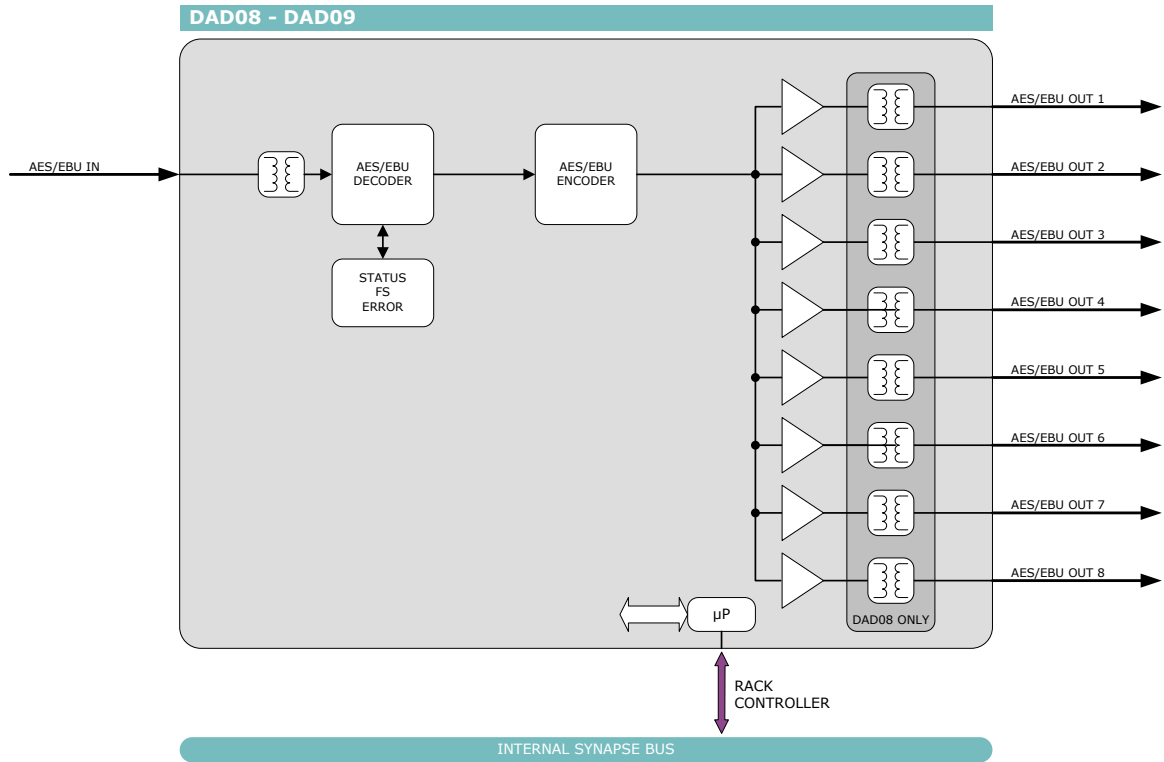 DAD08 - DAD09
AES/EBU IN
AES/EBU
DECODER
AES/EBU
ENCODER
STATUS
FS
ERROR
AES/EBU OUT 1
AES/EBU OUT 2
AES/EBU OUT 3
AES/EBU OUT 4
AES/EBU OUT 5
AES/EBU OUT 6
AES/EBU OUT 7
AES/EBU OUT 8
µP
DAD08 ONLY
RACK
CONTROLLER
INTERNAL SYNAPSE BUS